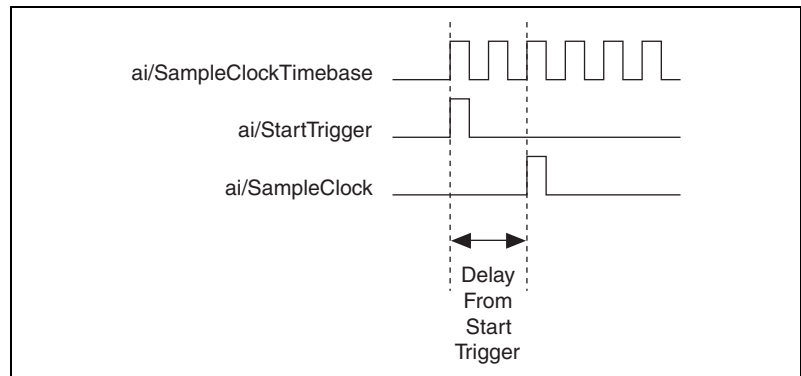 ai/SampleClockTimebase
ai/StartTrigger
ai/SampleClock
Delay
From
Start
Trigger